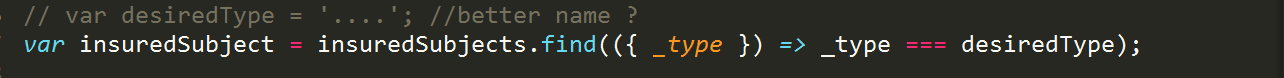 // var desiredType = '....'; //better name ?
var insuredSubject = insuredSubjects.find(({ _type }) => _type === desiredType);